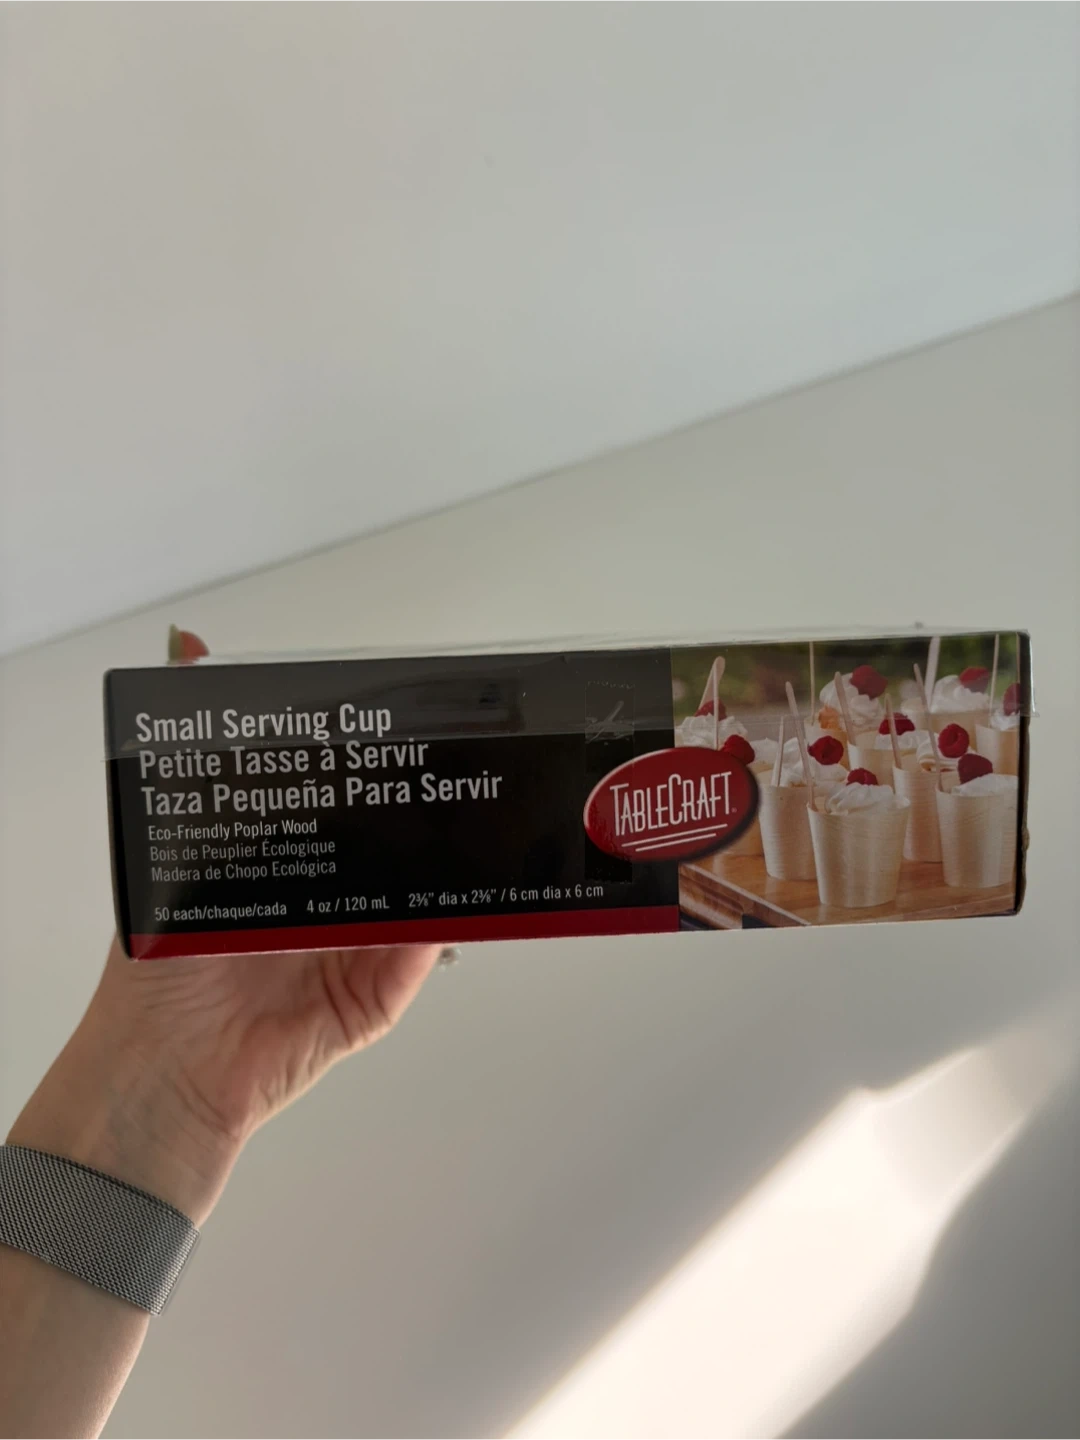 Small Serving Cup
Petite Tasse à Servir
Taza Pequeña Para Servir
Eco-Friendly Poplar Wood
Bois de Peuplier Écologique
Madera de Chopo Ecológica
50 each/chaque/cada 4 oz / 120 mL 2⅜" dia x 2⅜" / 6 cm dia x 6 cm
TABLECRAFT